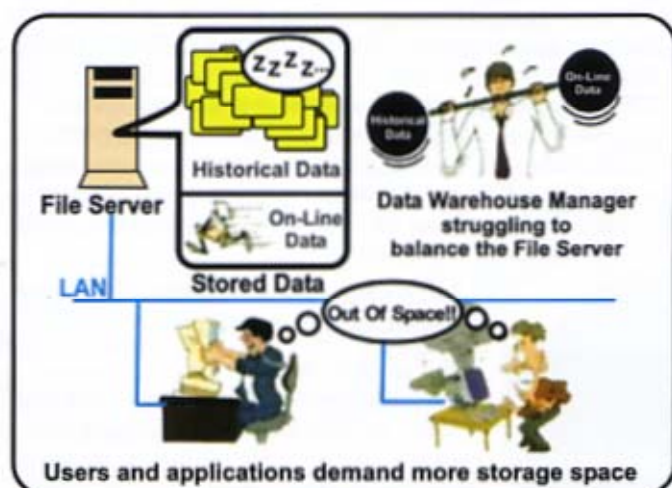 zzzz...
Historical Data
File Server
On-Line
Data
Stored Data
Historical
Data
On-Line
Data
Data Warehouse Manager
struggling to
balance the File Server
LAN
Out Of Space!!
Users and applications demand more storage space